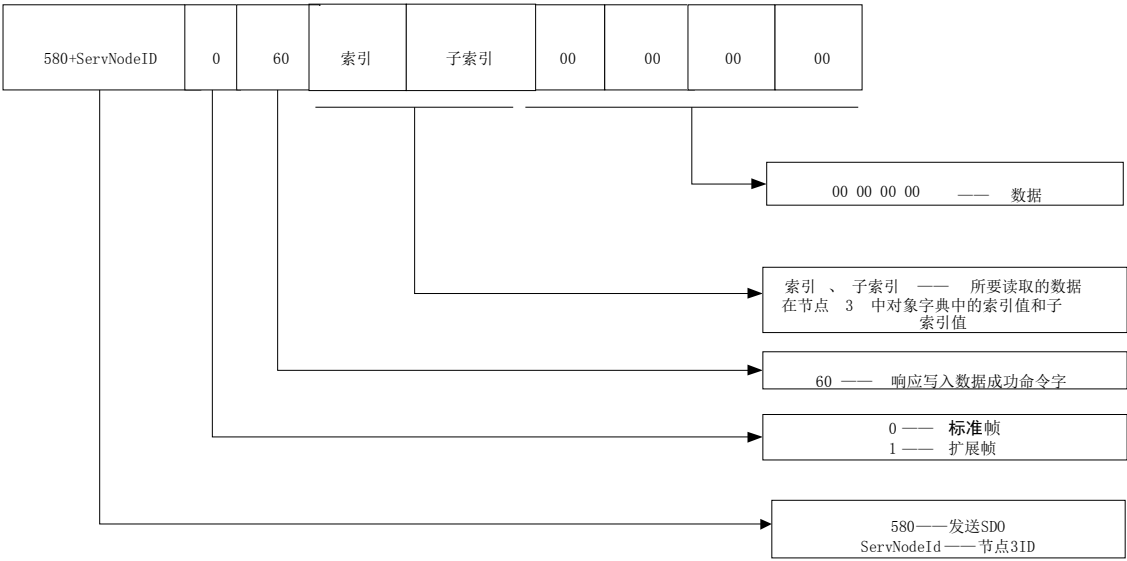 580+ServNodeID 0 60 索引 子索引 00 00 00 00
00 00 00 00 —— 数据
索引 、 子索引 —— 所要读取的数据
在节点 3 中对象字典中的索引值和子
索引值
60 —— 响应写入数据成功命令字
0 —— 标准帧
1 —— 扩展帧
580——发送SDO
ServNodeId——节点3ID